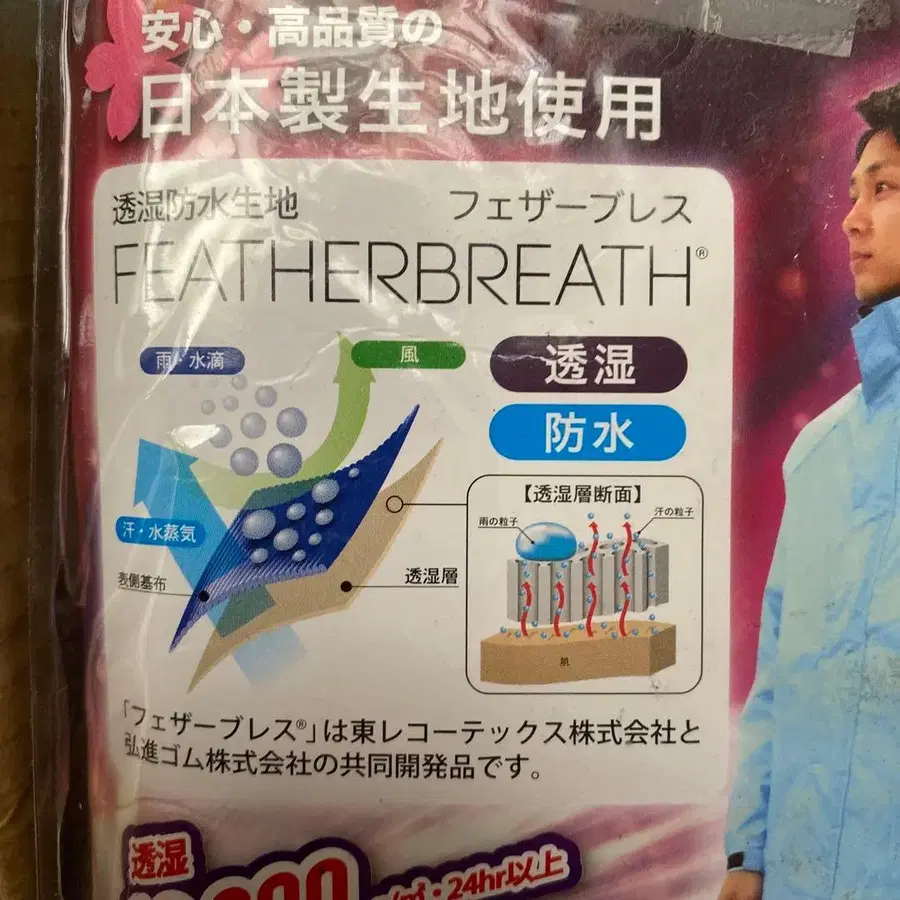 安心・高品質の
日本製生地使用
透湿防水生地 フェザーブレス
FEATHERBREATH®
雨・水滴
風
透湿
防水
汗・水蒸気
表側基布
透湿層
【透湿層断面】
雨の粒子
汗の粒子
肌
「フェザーブレス®」は東レコーテックス株式会社と
弘進ゴム株式会社の共同開発品です。
透湿
/㎡・24hr以上